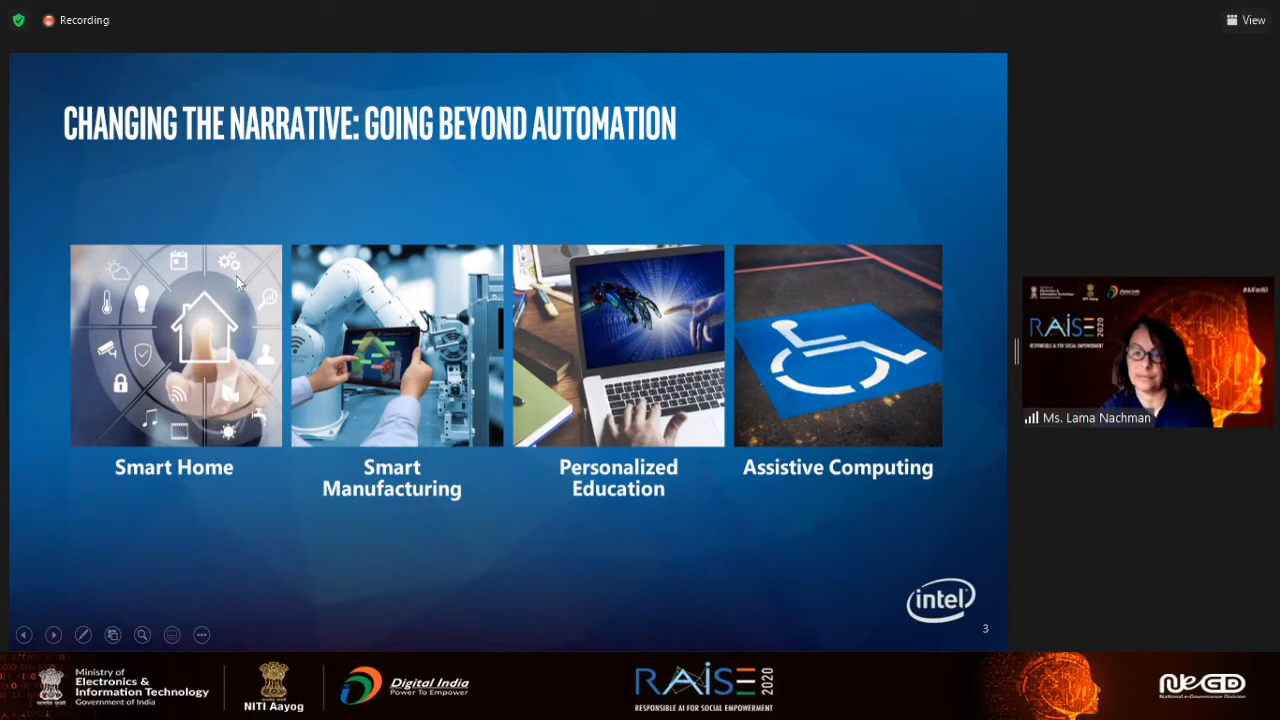 Recording
View
CHANGING THE NARRATIVE: GOING BEYOND AUTOMATION
Smart Home
Smart
Manufacturing
Personalized
Education
Assistive Computing
intel
3
#AIForAll
RAISE 2020
RESPONSIBLE AI FOR SOCIAL EMPOWERMENT
Ms. Lama Nachman
Ministry of
Electronics &
Information Technology
Government of India
NITI Aayog
Digital India
Power To Empower
RAISE 2020
RESPONSIBLE AI FOR SOCIAL EMPOWERMENT
NeGD
National e-Governance Division